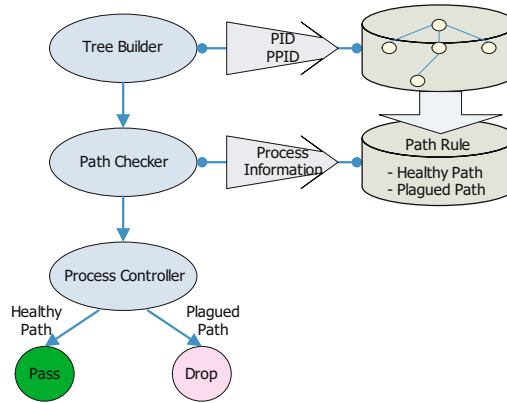 Tree Builder
PID
PPID
Path Checker
Process
Information
Path Rule
- Healthy Path
- Plagued Path
Process Controller
Healthy
Path
Plagued
Path
Pass
Drop